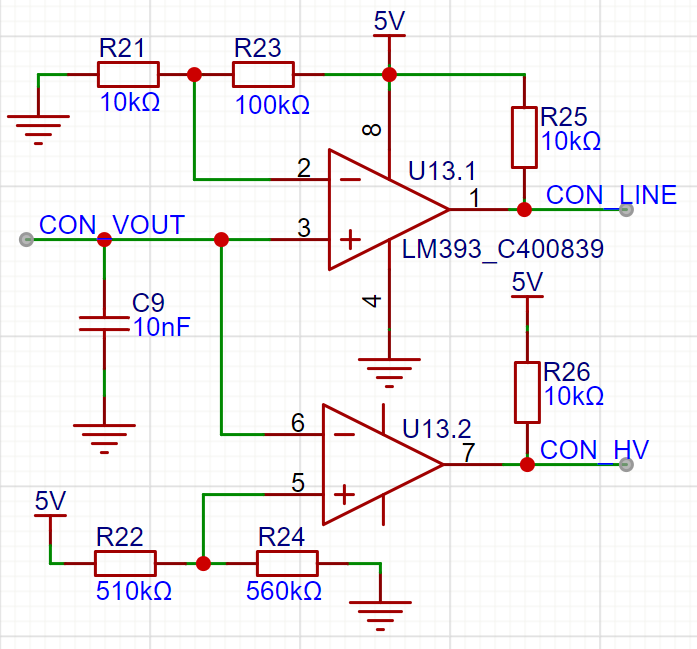 5V
R21
R23
10kΩ
100kΩ
8
R25
10kΩ
2
U13.1
1
CON_LINE
CON_VOUT
3
LM393_C400839
4
5V
C9
10nF
R26
10kΩ
6
U13.2
7
CON_HV
5
5V
R22
R24
510kΩ
560kΩ